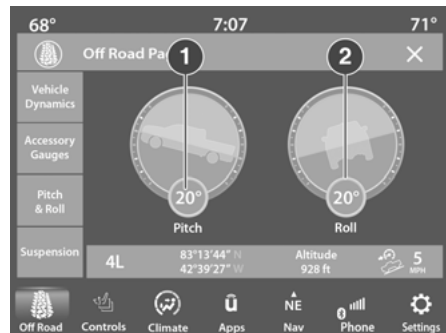 68° 7:07 71°
Off Road Pa
1
2
Vehicle
Dynamics
Accessory
Gauges
Pitch
& Roll
Suspension
20°
20°
Pitch
Roll
4L
83°13'44" N
42°39'27" W
Altitude
928 ft
5
MPH
Off Road
Controls
Climate
û
Apps
NE
Nav
Phone
Settings